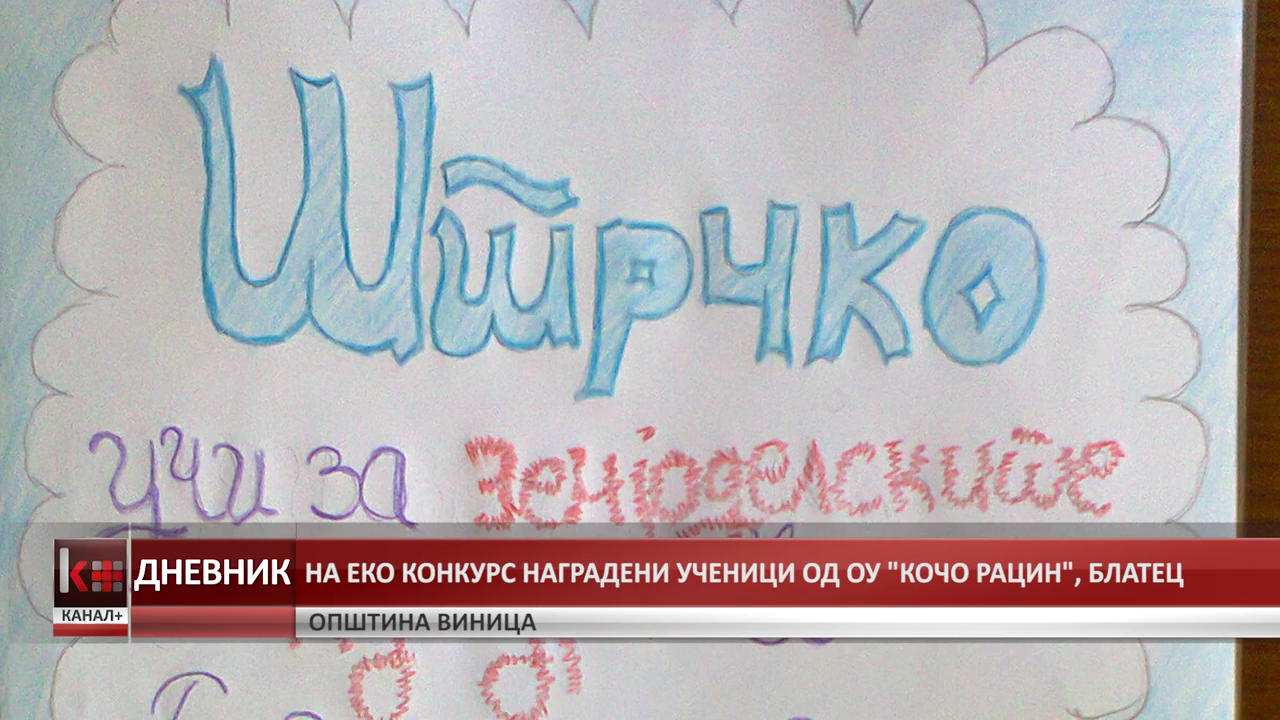 Штрчко
учи за
ДНЕВНИК
НА ЕКО КОНКУРС НАГРАДЕНИ УЧЕНИЦИ ОД ОУ "КОЧО РАЦИН", БЛАТЕЦ
КАНАЛ+
ОПШТИНА ВИНИЦА